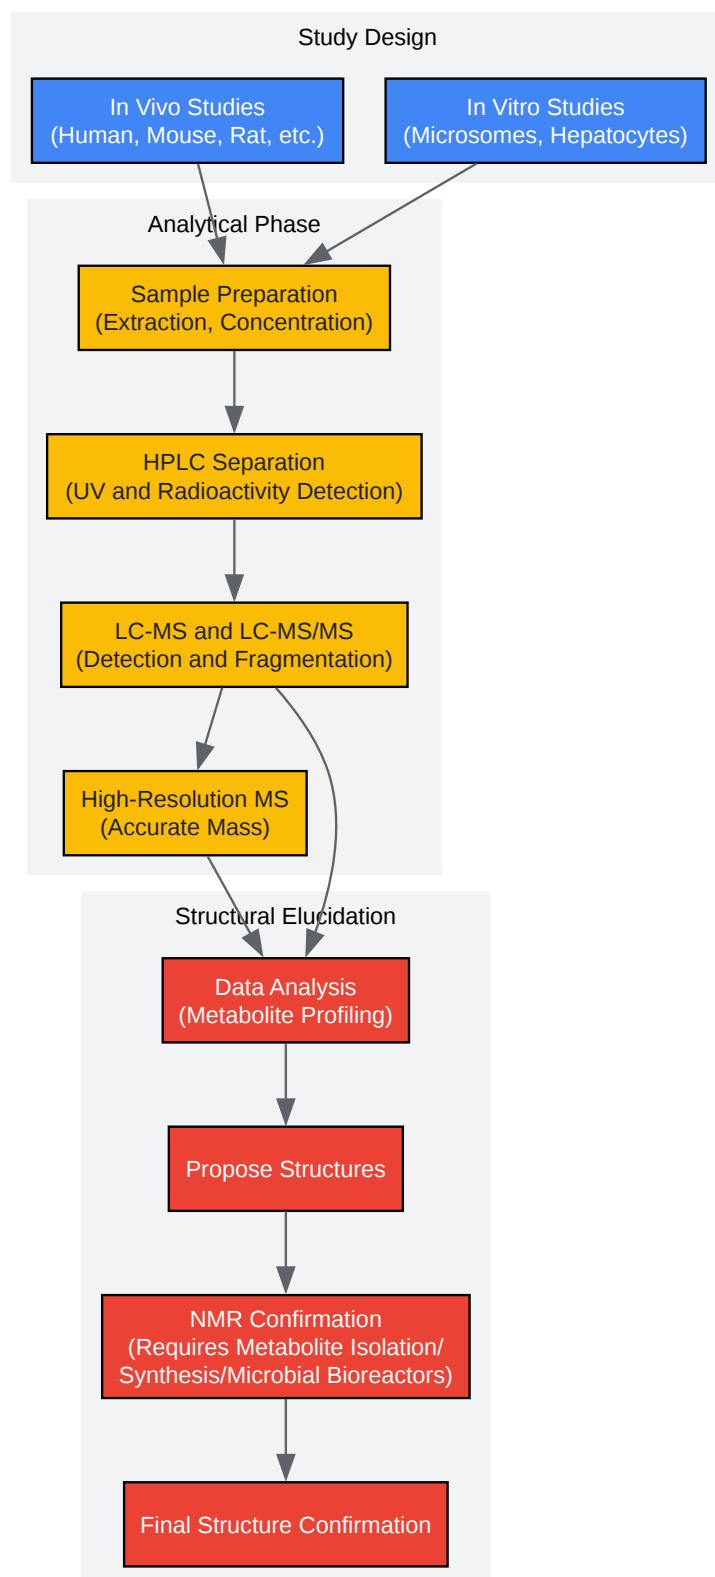 Study Design
In Vivo Studies
(Human, Mouse, Rat, etc.)
In Vitro Studies
(Microsomes, Hepatocytes)
Analytical Phase
Sample Preparation
(Extraction, Concentration)
HPLC Separation
(UV and Radioactivity Detection)
LC-MS and LC-MS/MS
(Detection and Fragmentation)
High-Resolution MS
(Accurate Mass)
Structural Elucidation
Data Analysis
(Metabolite Profiling)
Propose Structures
NMR Confirmation
(Requires Metabolite Isolation/
Synthesis/Microbial Bioreactors)
Final Structure Confirmation